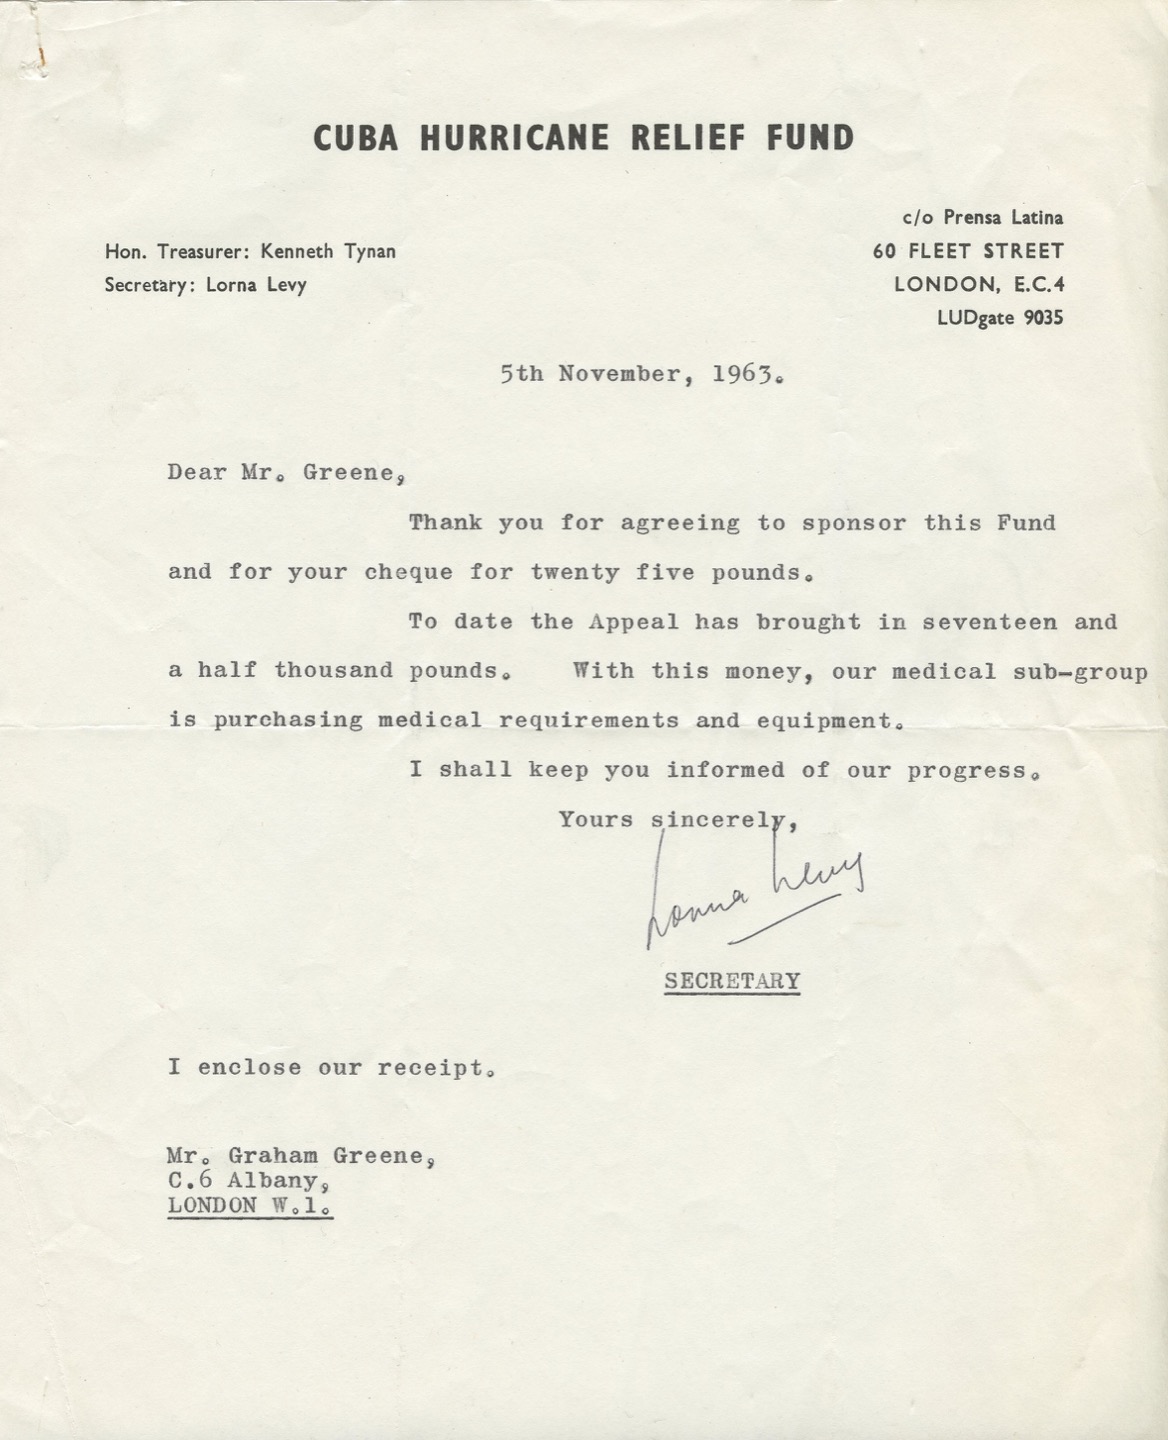 CUBA HURRICANE RELIEF FUND
c/o Prensa Latina
Hon. Treasurer: Kenneth Tynan
60 FLEET STREET
Secretary: Lorna Levy
LONDON, E.C.4
LUDgate 9035
5th November, 1963.
Dear Mr. Greene,
Thank you for agreeing to sponsor this Fund
and for your cheque for twenty five pounds.
To date the Appeal has brought in seventeen and
a half thousand pounds. With this money, our medical sub-group
is purchasing medical requirements and equipment.
I shall keep you informed of our progress.
Yours sincerely,
Lorna Levy
SECRETARY
I enclose our receipt.
Mr. Graham Greene,
C.6 Albany,
LONDON W.1.